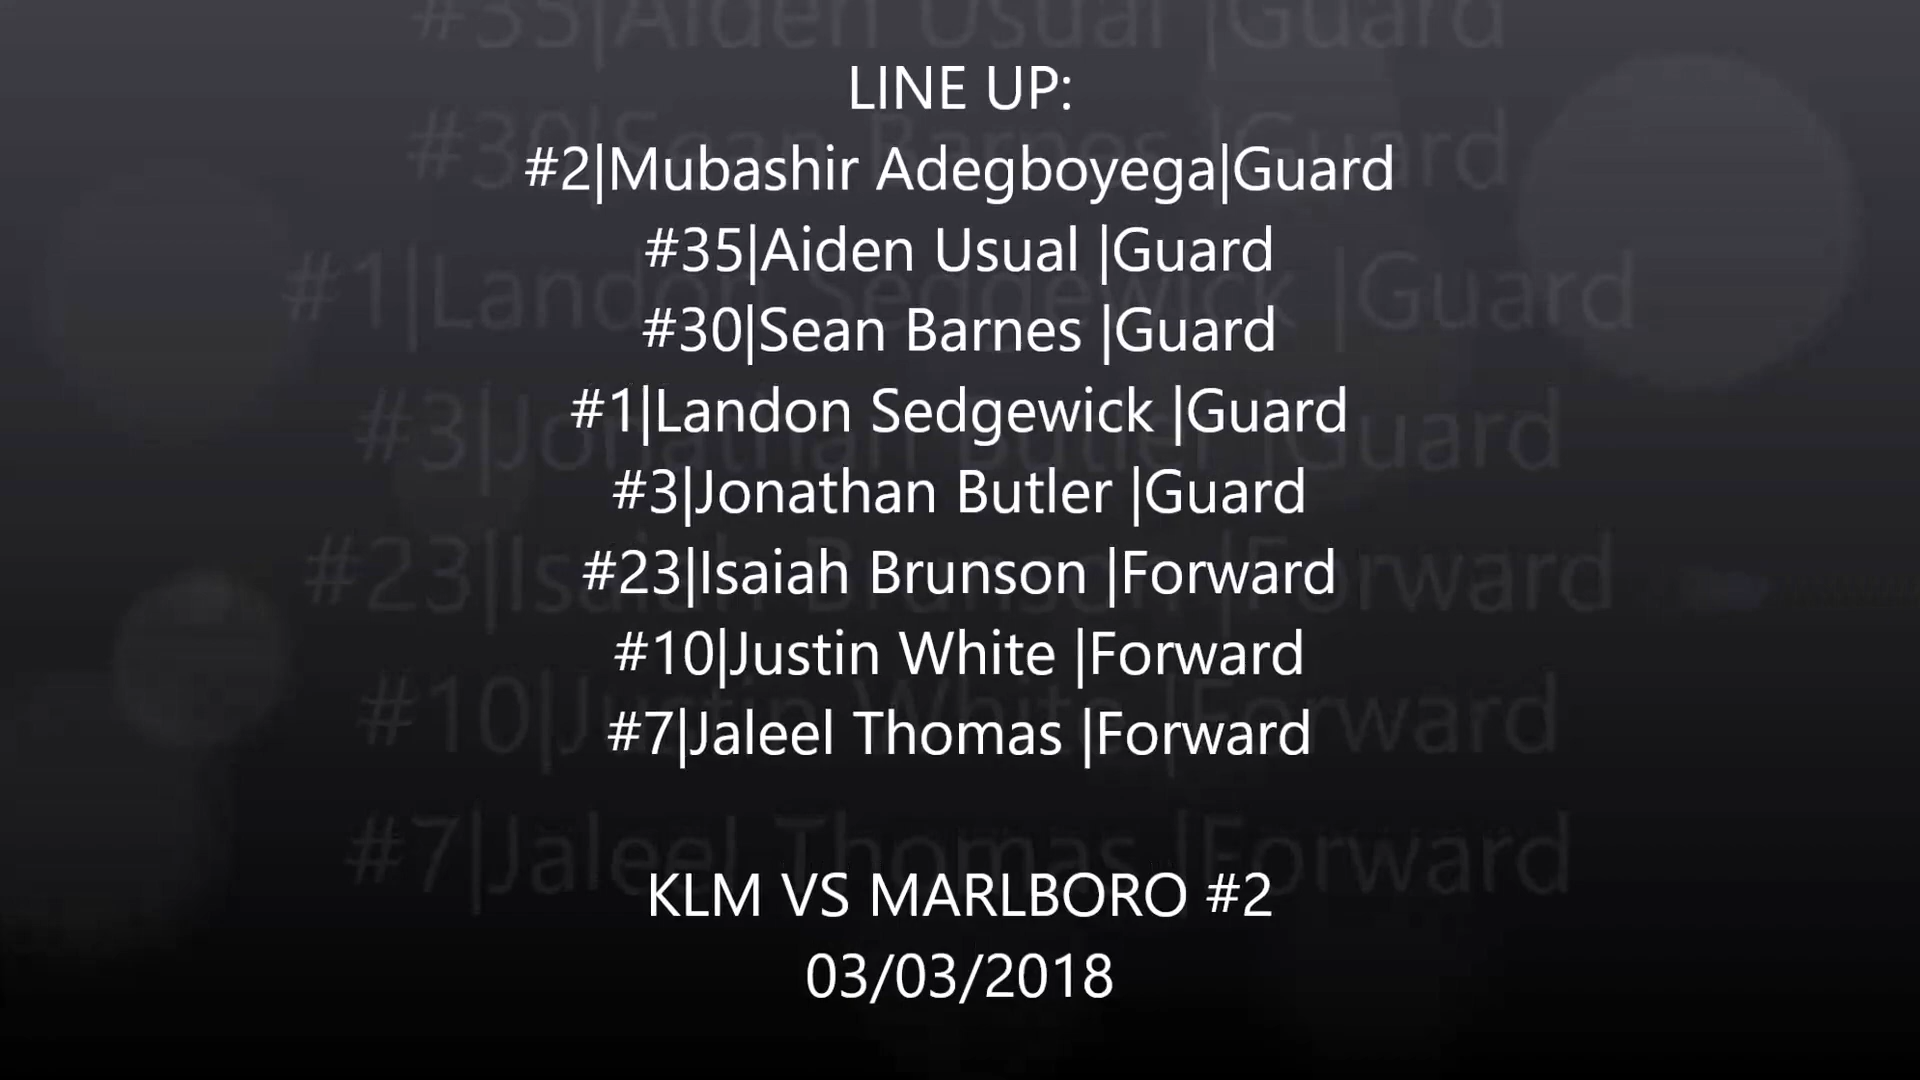 LINE UP:
#2|Mubashir Adegboyega|Guard
#35|Aiden Usual |Guard
#30|Sean Barnes |Guard
#1|Landon Sedgewick |Guard
#3|Jonathan Butler |Guard
#23|Isaiah Brunson |Forward
#10|Justin White |Forward
#7|Jaleel Thomas |Forward
KLM VS MARLBORO #2
03/03/2018